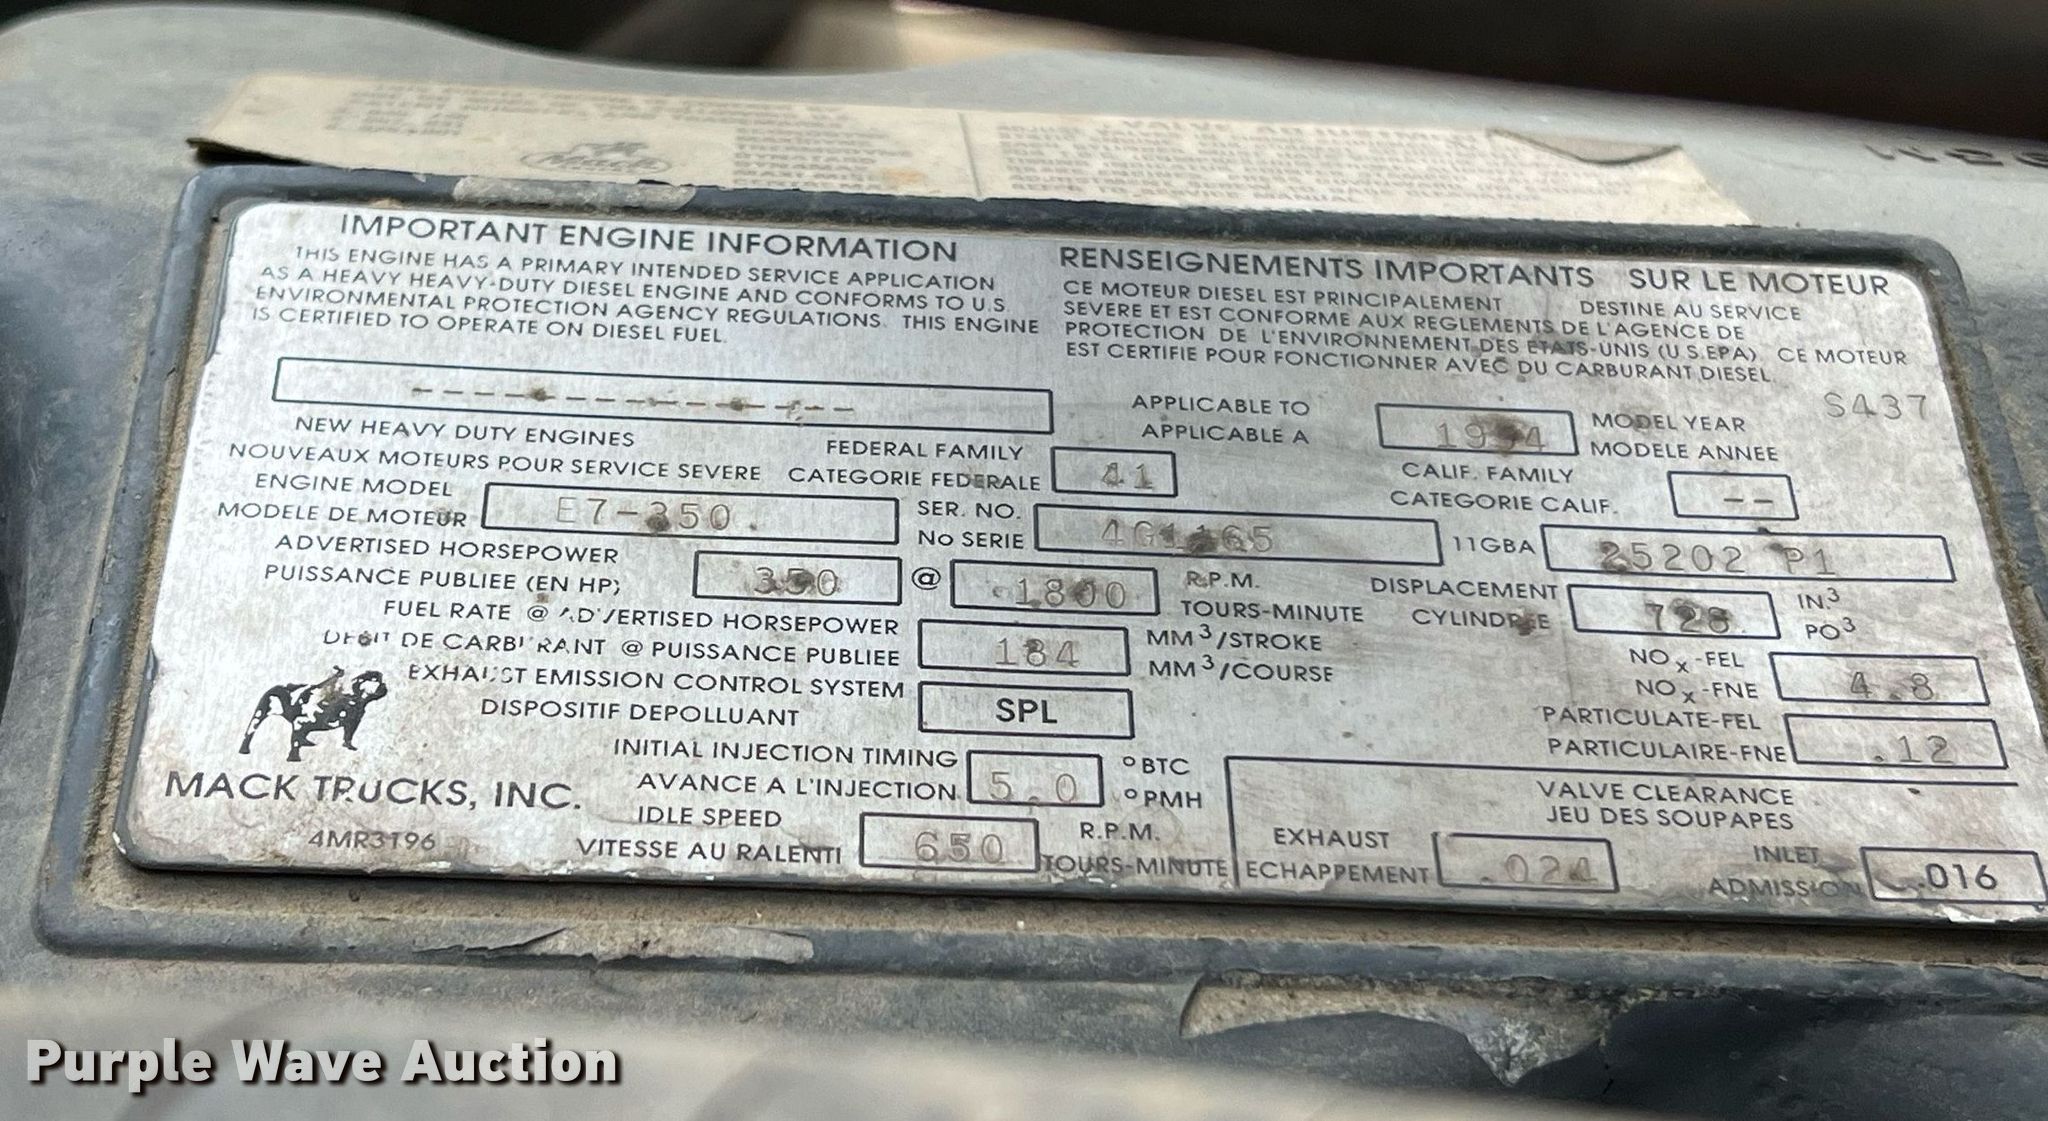 Mack
IMPORTANT ENGINE INFORMATION
THIS ENGINE HAS A PRIMARY INTENDED SERVICE APPLICATION
AS A HEAVY HEAVY-DUTY DIESEL ENGINE AND CONFORMS TO U.S.
ENVIRONMENTAL PROTECTION AGENCY REGULATIONS. THIS ENGINE
IS CERTIFIED TO OPERATE ON DIESEL FUEL.
RENSEIGNEMENTS IMPORTANTS SUR LE MOTEUR
CE MOTEUR DIESEL EST PRINCIPALEMENT DESTINE AU SERVICE
SEVERE ET EST CONFORME AUX REGLEMENTS DE L'AGENCE DE
PROTECTION DE L'ENVIRONNEMENT DES ETATS-UNIS (U.S.EPA). CE MOTEUR
EST CERTIFIE POUR FONCTIONNER AVEC DU CARBURANT DIESEL.
S437
NEW HEAVY DUTY ENGINES
NOUVEAUX MOTEURS POUR SERVICE SEVERE
APPLICABLE TO
APPLICABLE A
1994
MODEL YEAR
MODELE ANNEE
FEDERAL FAMILY
CATEGORIE FEDERALE
41
CALIF. FAMILY
CATEGORIE CALIF.
--
ENGINE MODEL
MODELE DE MOTEUR
E7-350
SER. NO.
No SERIE
11GBA
25202 P1
ADVERTISED HORSEPOWER
PUISSANCE PUBLIEE (EN HP)
350
@
1800
R.P.M.
TOURS-MINUTE
DISPLACEMENT
CYLINDREE
728
IN.3
PO3
FUEL RATE @ ADVERTISED HORSEPOWER
DEBIT DE CARBURANT @ PUISSANCE PUBLIEE
184
MM3/STROKE
MM3/COURSE
NOx-FEL
NOx-FNE
4.8
EXHAUST EMISSION CONTROL SYSTEM
DISPOSITIF DEPOLLUANT
SPL
PARTICULATE-FEL
PARTICULAIRE-FNE
.12
MACK TRUCKS, INC.
4MR3196
INITIAL INJECTION TIMING
AVANCE A L'INJECTION
5.0
°BTC
°PMH
IDLE SPEED
VITESSE AU RALENTI
650
R.P.M.
TOURS-MINUTE
VALVE CLEARANCE
JEU DES SOUPAPES
EXHAUST
ECHAPPEMENT
.024
INLET
ADMISSION
.016
Purple Wave Auction